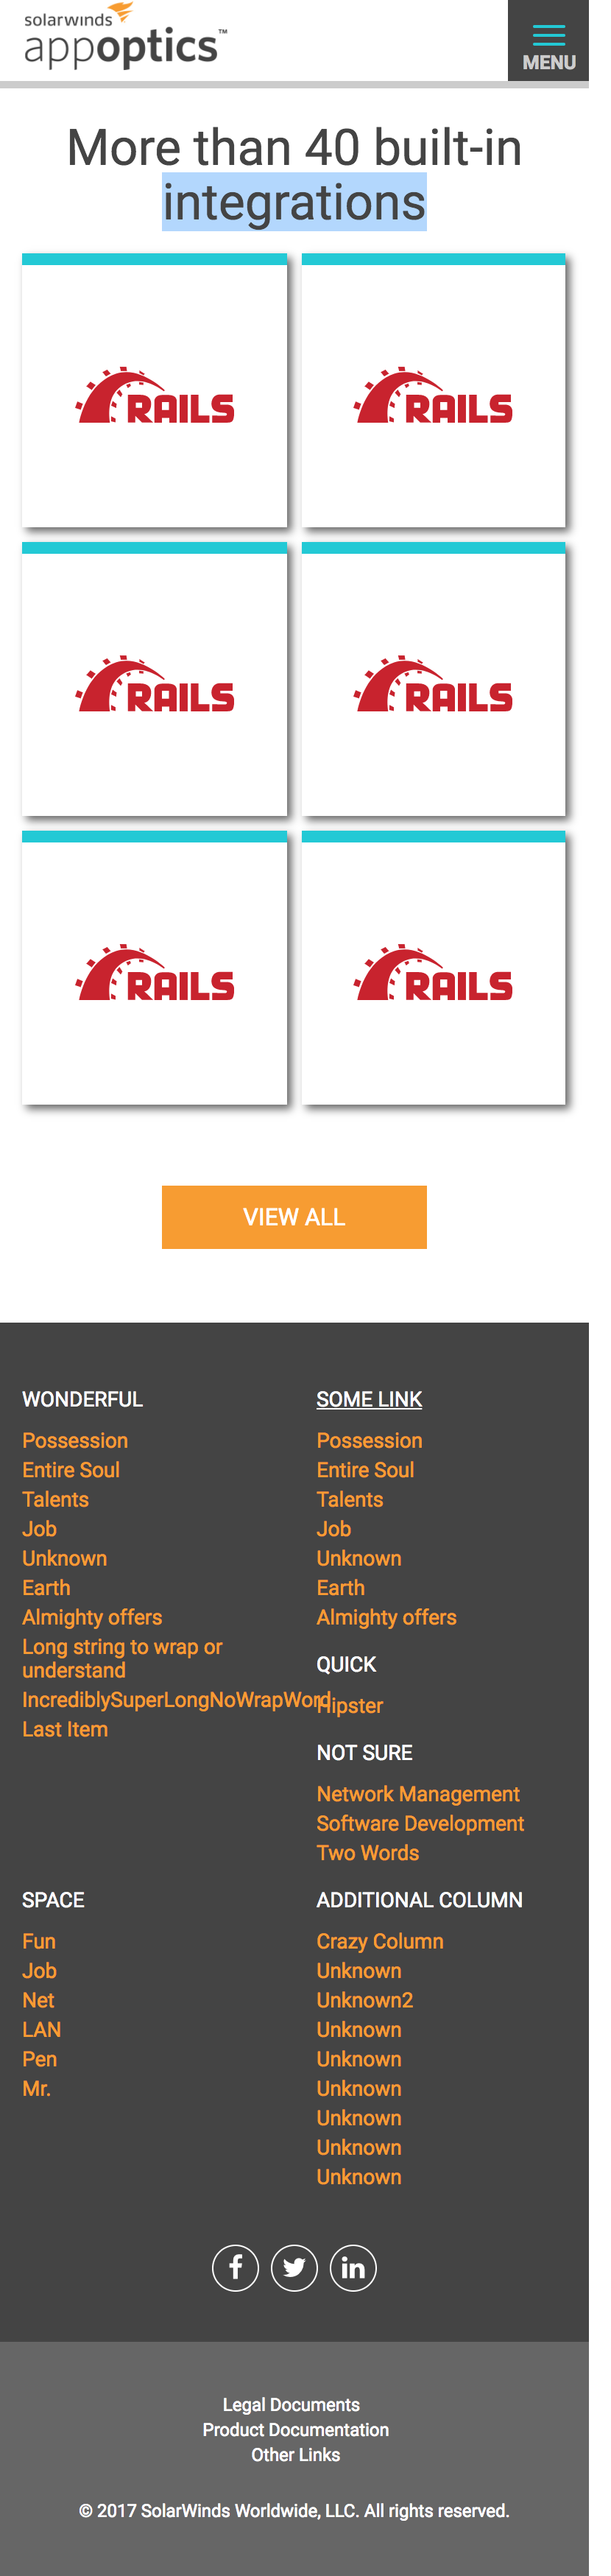 solarwinds
appoptics™
MENU
More than 40 built-in
integrations
RAILS
RAILS
RAILS
RAILS
RAILS
RAILS
VIEW ALL
WONDERFUL
Possession
Entire Soul
Talents
Job
Unknown
Earth
Almighty offers
Long string to wrap or
understand
IncrediblySuperLongNoWrapWord
Last Item
SOME LINK
Possession
Entire Soul
Talents
Job
Unknown
Earth
Almighty offers
QUICK
Hipster
NOT SURE
Network Management
Software Development
Two Words
SPACE
Fun
Job
Net
LAN
Pen
Mr.
ADDITIONAL COLUMN
Crazy Column
Unknown
Unknown2
Unknown
Unknown
Unknown
Unknown
Unknown
Unknown
f
in
Legal Documents
Product Documentation
Other Links
© 2017 SolarWinds Worldwide, LLC. All rights reserved.